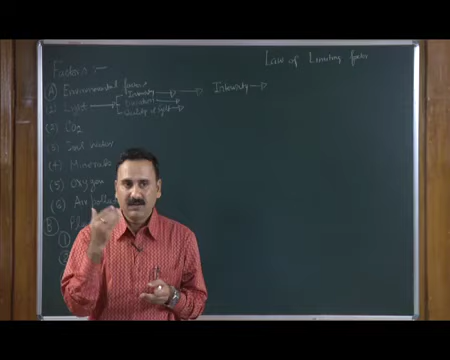 Law of Limiting factor
Factors :-
(A) Environmental factors
Intensity → → Intensity →
(1) Light → Duration →
Quality of light →
(2) CO2
(3) Soil water
(4) Minerals
(5) Oxygen
(6) Air
(B)
(1)